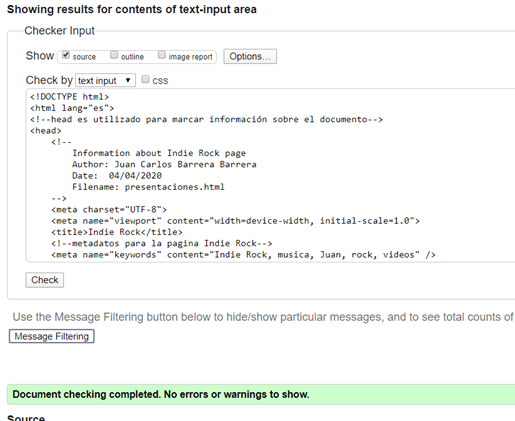 Showing results for contents of text-input area
Checker Input
Show source outline image report Options...
Check by text input ▼ css
<!DOCTYPE html>
<html lang="es">
<!--head es utilizado para marcar información sobre el documento-->
<head>
<!--
Information about Indie Rock page
Author: Juan Carlos Barrera Barrera
Date: 04/04/2020
Filename: presentaciones.html
-->
<meta charset="UTF-8">
<meta name="viewport" content="width=device-width, initial-scale=1.0">
<title>Indie Rock</title>
<!--metadatos para la pagina Indie Rock-->
<meta name="keywords" content="Indie Rock, musica, Juan, rock, videos" />
Check
Use the Message Filtering button below to hide/show particular messages, and to see total counts of
Message Filtering
Document checking completed. No errors or warnings to show.
Source